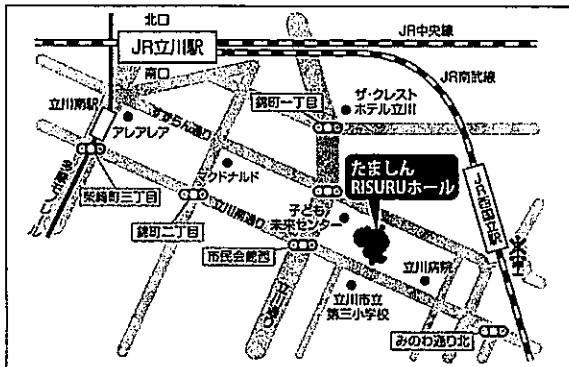 北口
JR立川駅
南口
JR中央線
JR南武線
立川南駅
アレアレア
すずらん通り
錦町一丁目
ザ・クレスト
ホテル立川
柴崎町三丁目
マクドナルド
錦町二丁目
立川南通り
たましん
RISURUホール
子ども
未来センター
市民会館西
JR西国立駅
立川病院
立川市立
第三小学校
みのわ通り北